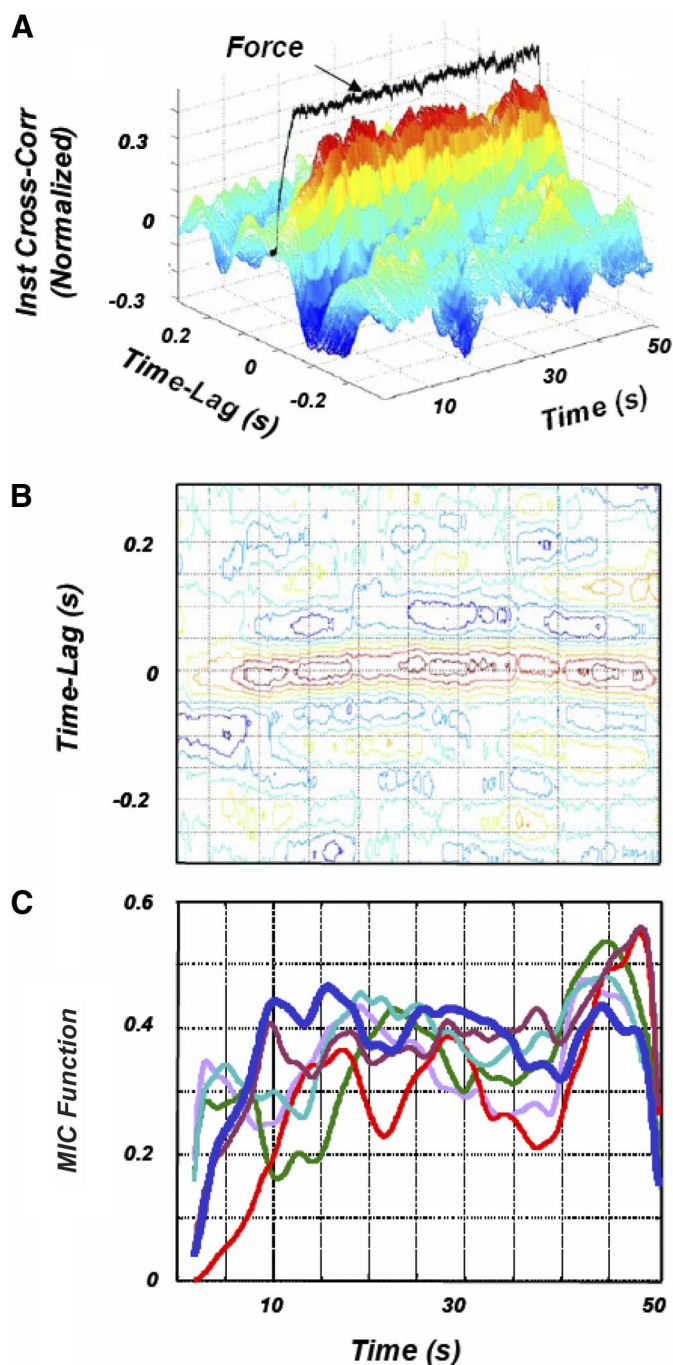 A
Force
0.3
0
-0.3
Inst Cross-Corr
(Normalized)
0.2
0
-0.2
Time-Lag (s)
10
30
50
Time (s)
B
0.2
0
-0.2
Time-Lag (s)
C
0.6
0.4
0.2
0
MIC Function
10
30
50
Time (s)